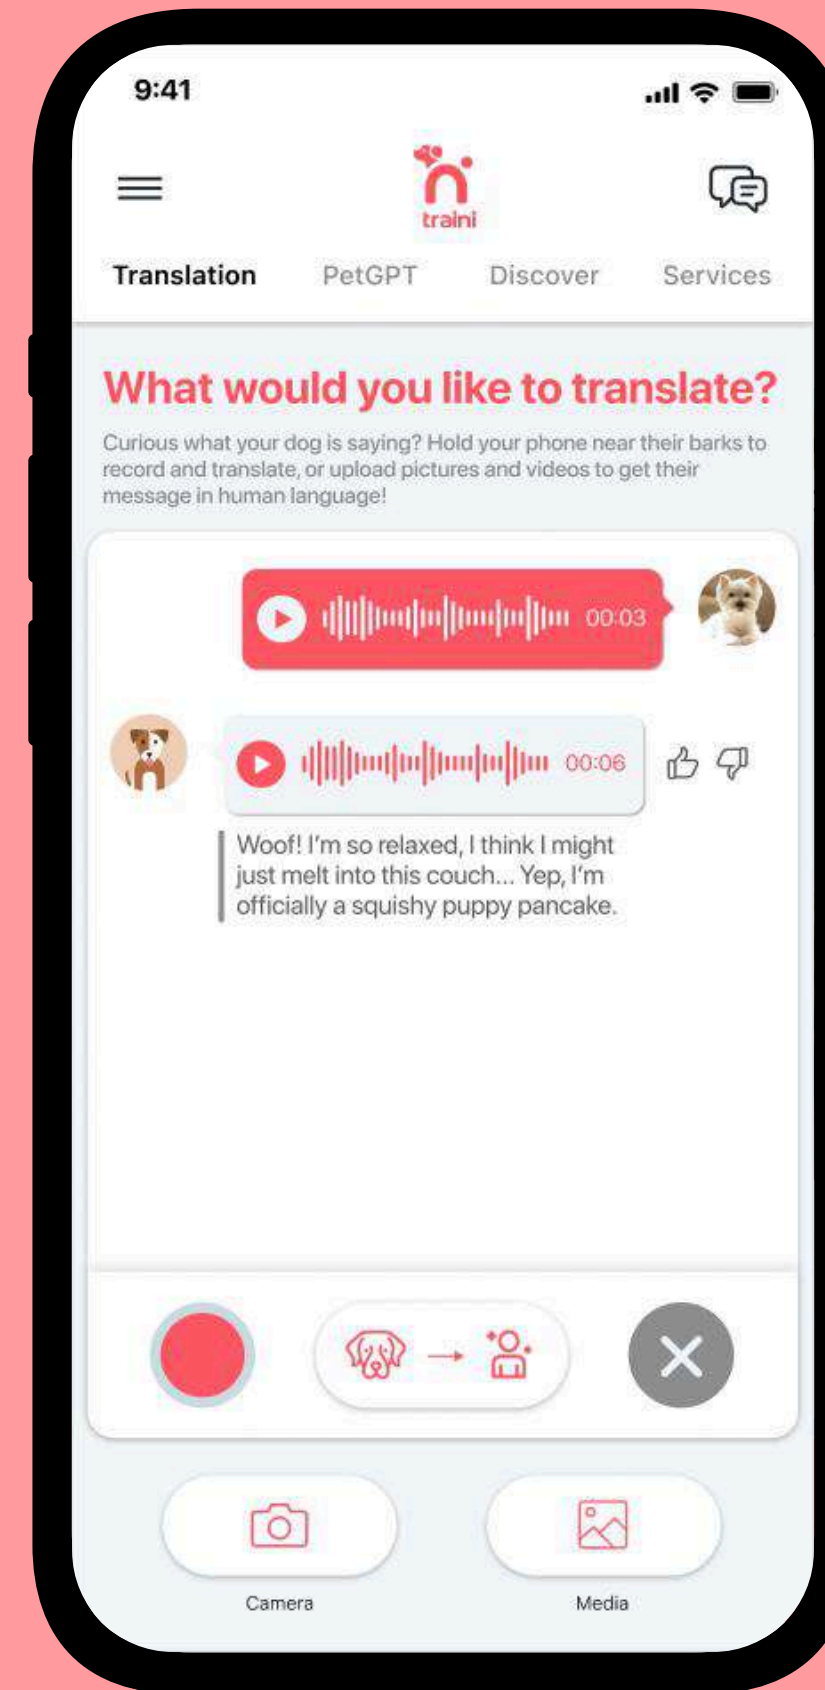 9:41
traini
Translation PetGPT Discover Services
What would you like to translate?
Curious what your dog is saying? Hold your phone near their barks to
record and translate, or upload pictures and videos to get their
message in human language!
00:03
00:06
Woof! I'm so relaxed, I think I might
just melt into this couch... Yep, I'm
officially a squishy puppy pancake.
Camera Media